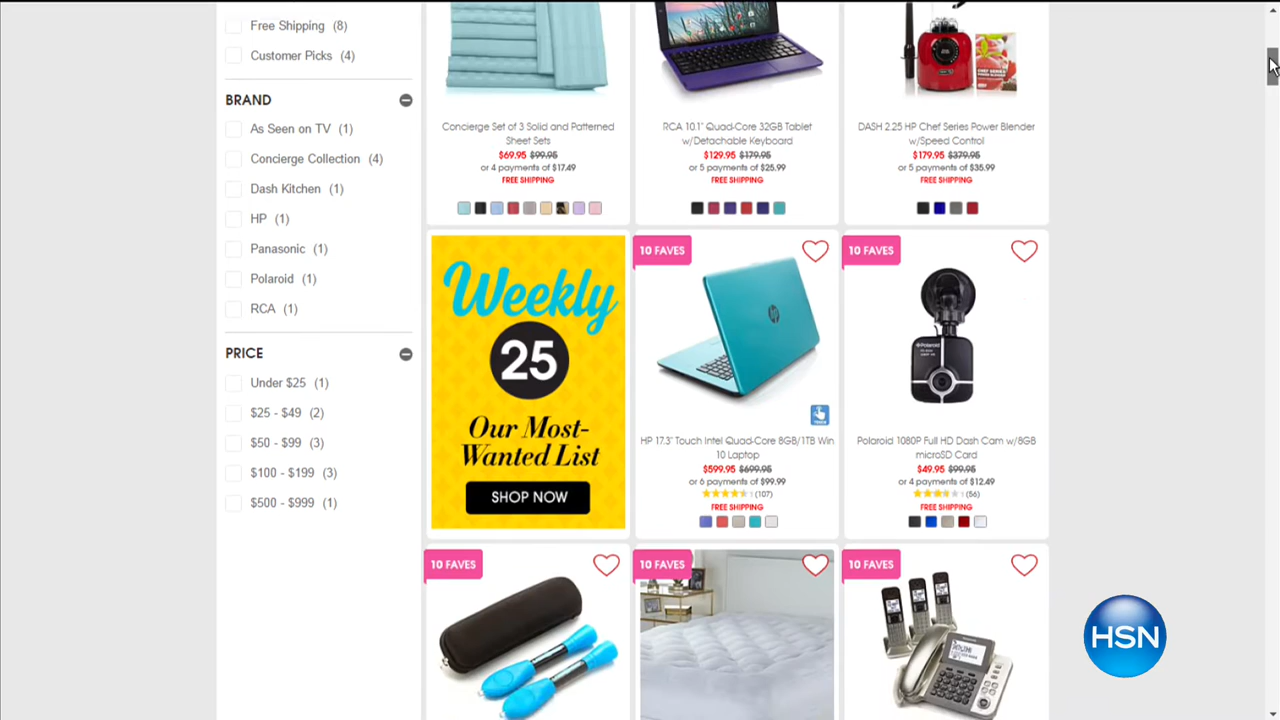 Free Shipping (8)
Customer Picks (4)
BRAND
As Seen on TV (1)
Concierge Collection (4)
Dash Kitchen (1)
HP (1)
Panasonic (1)
Polaroid (1)
RCA (1)
PRICE
Under $25 (1)
$25 - $49 (2)
$50 - $99 (3)
$100 - $199 (3)
$500 - $999 (1)
Concierge Set of 3 Solid and Patterned
Sheet Sets
$69.95 $99.95
or 4 payments of $17.49
FREE SHIPPING
RCA 10.1" Quad-Core 32GB Tablet
w/Detachable Keyboard
$129.95 $179.95
or 5 payments of $25.99
FREE SHIPPING
DASH 2.25 HP Chef Series Power Blender
w/Speed Control
$179.95 $379.95
or 5 payments of $35.99
FREE SHIPPING
Weekly
25
Our Most-
Wanted List
SHOP NOW
10 FAVES
hp
TOUCH
HP 17.3" Touch Intel Quad-Core 8GB/1TB Win
10 Laptop
$599.95 $699.95
or 6 payments of $99.99
(107)
FREE SHIPPING
10 FAVES
Polaroid
Polaroid 1080P Full HD Dash Cam w/8GB
microSD Card
$49.95 $99.95
or 4 payments of $12.49
(56)
FREE SHIPPING
10 FAVES
10 FAVES
10 FAVES
HSN